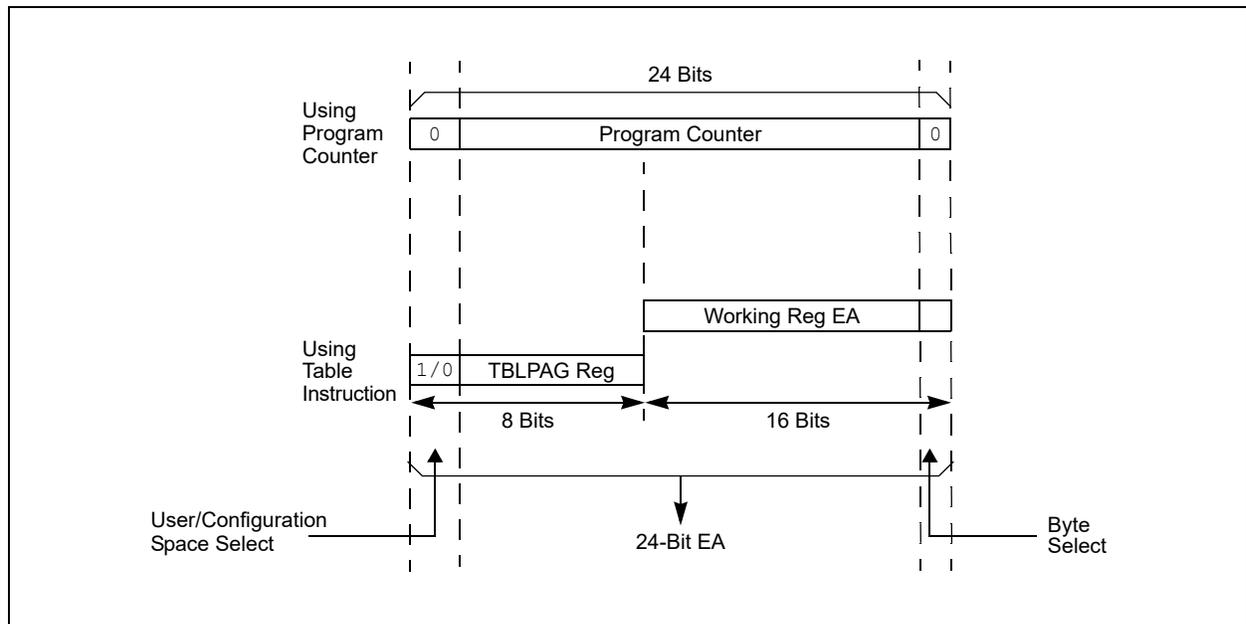 24 Bits
Using
Program
Counter
0
Program Counter
0
Working Reg EA
Using
Table
Instruction
1/0
TBLPAG Reg
8 Bits
16 Bits
User/Configuration
Space Select
24-Bit EA
Byte
Select